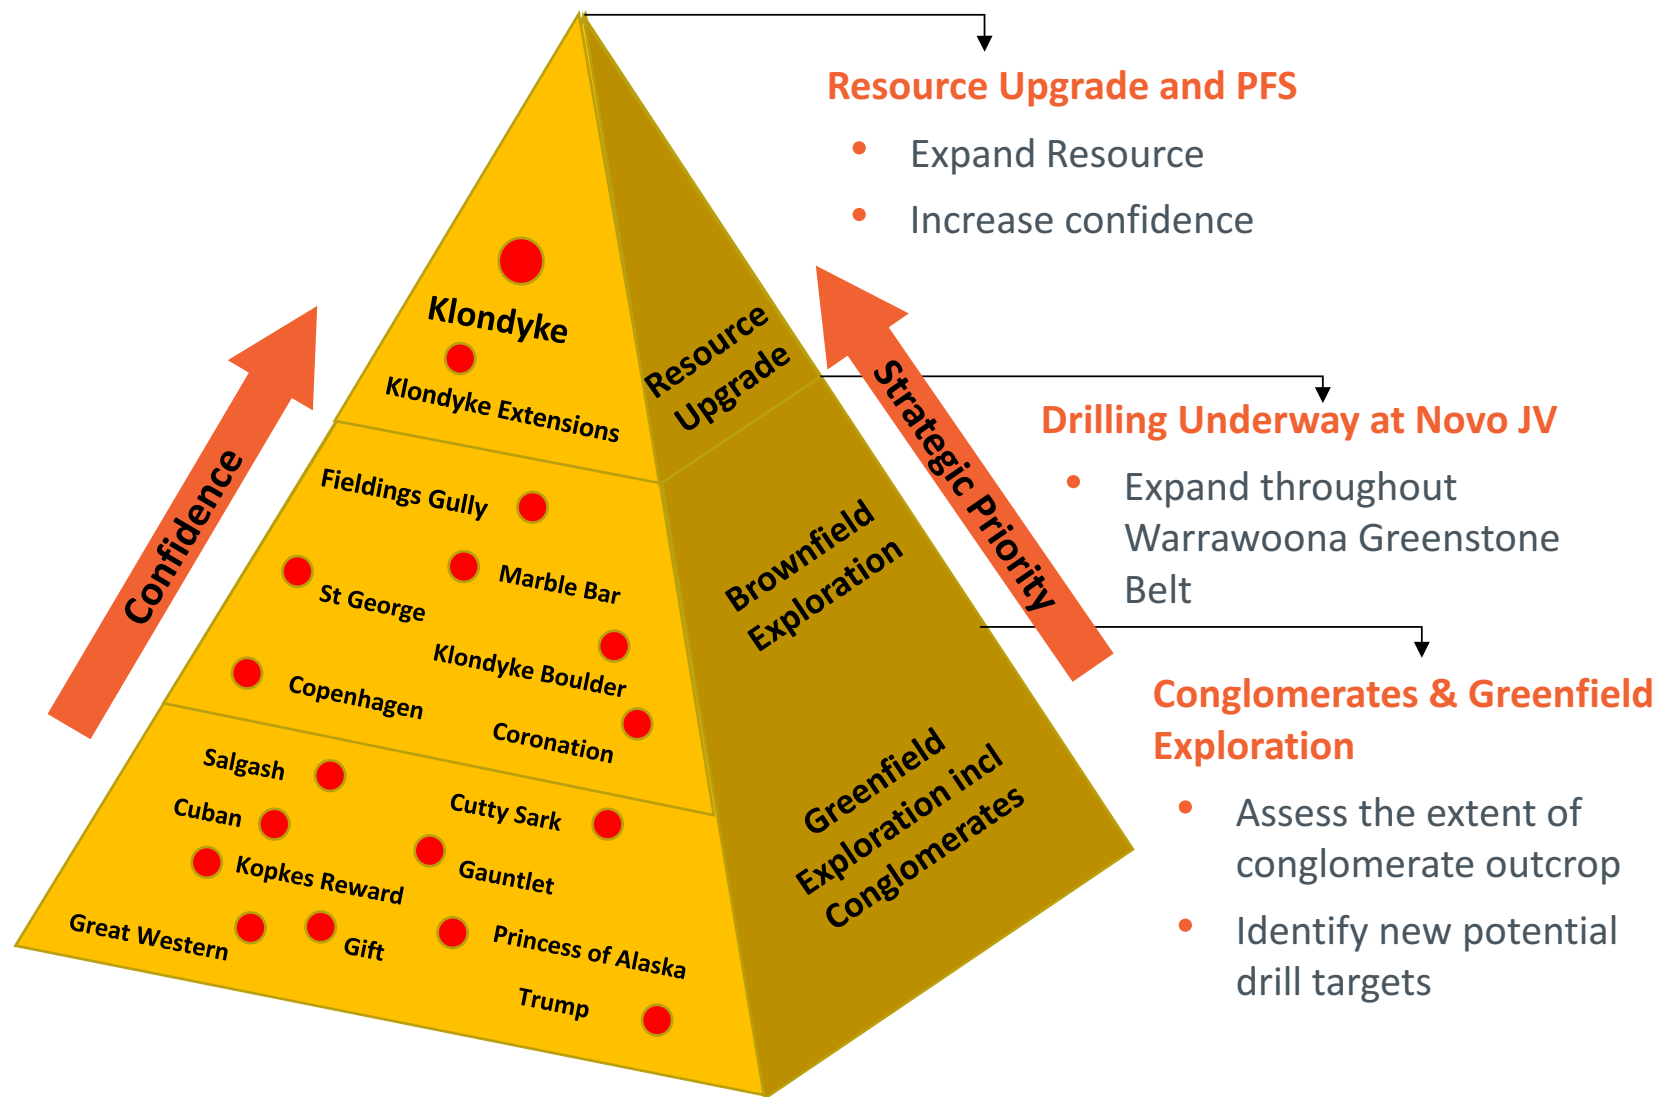 Resource Upgrade and PFS
• Expand Resource
• Increase confidence
Klondyke
Klondyke Extensions
Resource
Upgrade
Confidence
Strategic Priority
Drilling Underway at Novo JV
• Expand throughout
Warrawoona Greenstone
Belt
Fieldings Gully
Marble Bar
St George
Klondyke Boulder
Copenhagen
Coronation
Brownfield
Exploration
Conglomerates & Greenfield
Exploration
• Assess the extent of
conglomerate outcrop
• Identify new potential
drill targets
Salgash
Cutty Sark
Cuban
Gauntlet
Kopkes Reward
Great Western
Gift
Princess of Alaska
Trump
Greenfield
Exploration incl
Conglomerates